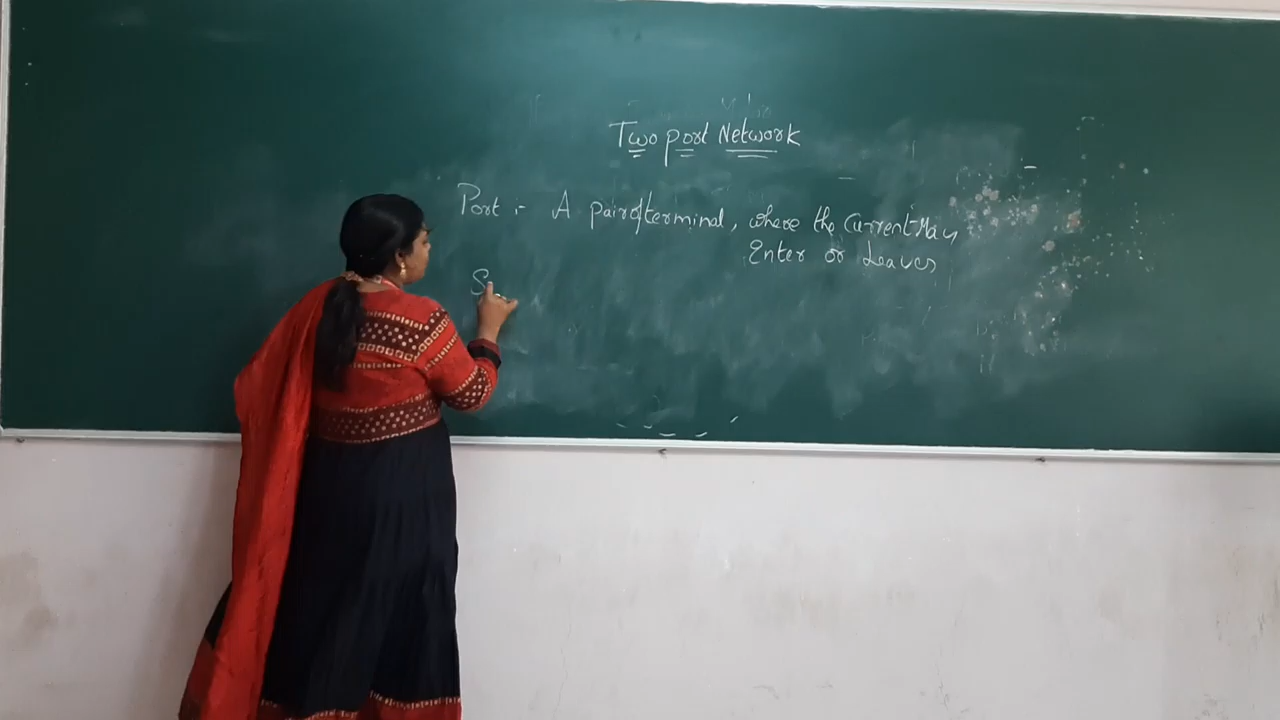 Two port Network
Port :- A pair of terminal, where the Current May
Enter or Leaves
S